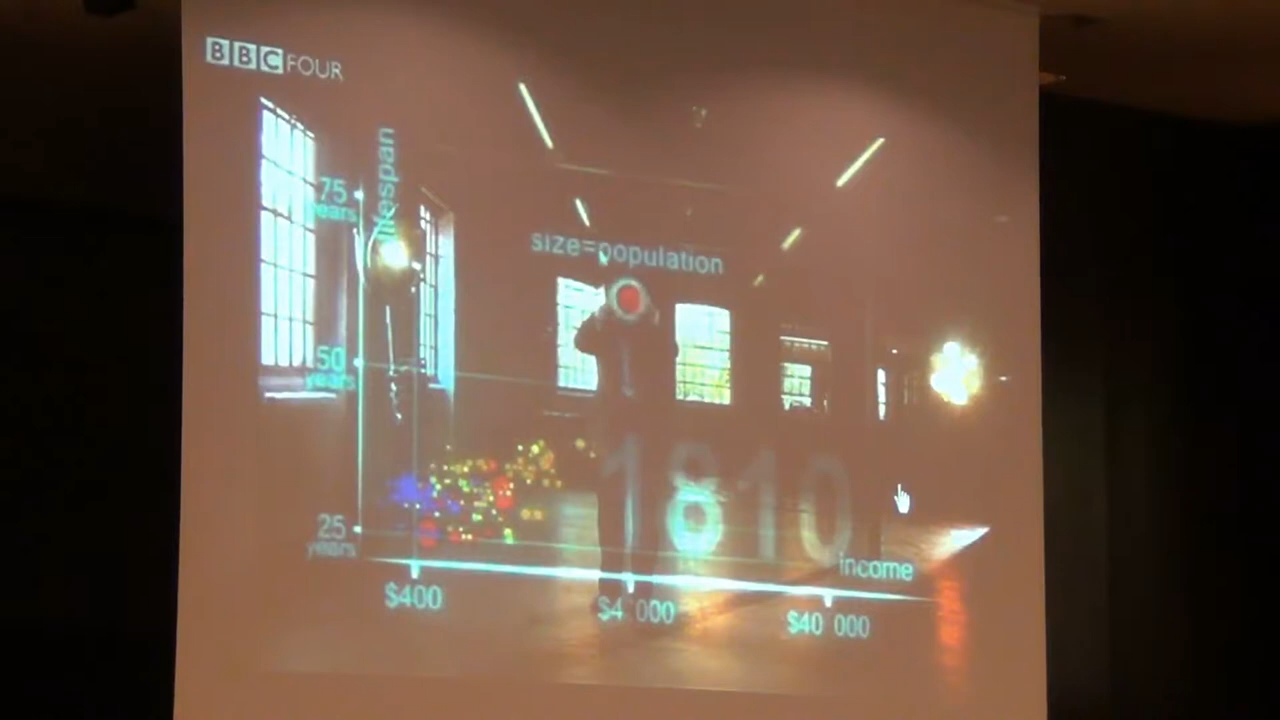 BBC FOUR
lifespan
75
years
size=population
50
years
1810
25
years
income
$400
$4 000
$40 000